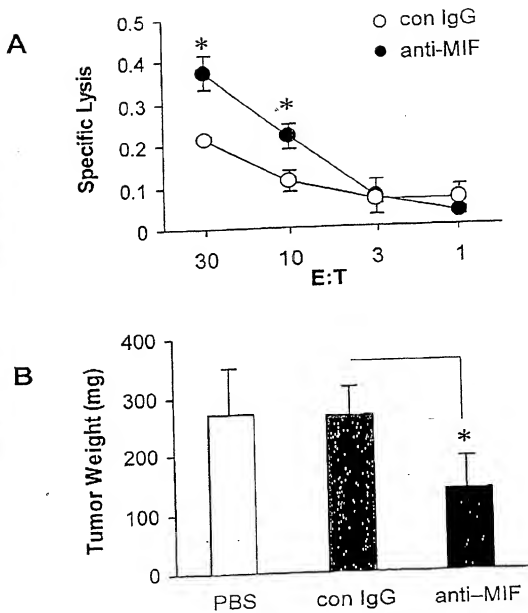 A
con IgG
anti-MIF
0.5
0.4
0.3
0.2
0.1
0
Specific Lysis
*
*
30 10 3 1
E:T
B
400
300
200
100
0
Tumor Weight (mg)
*
PBS con IgG anti–MIF